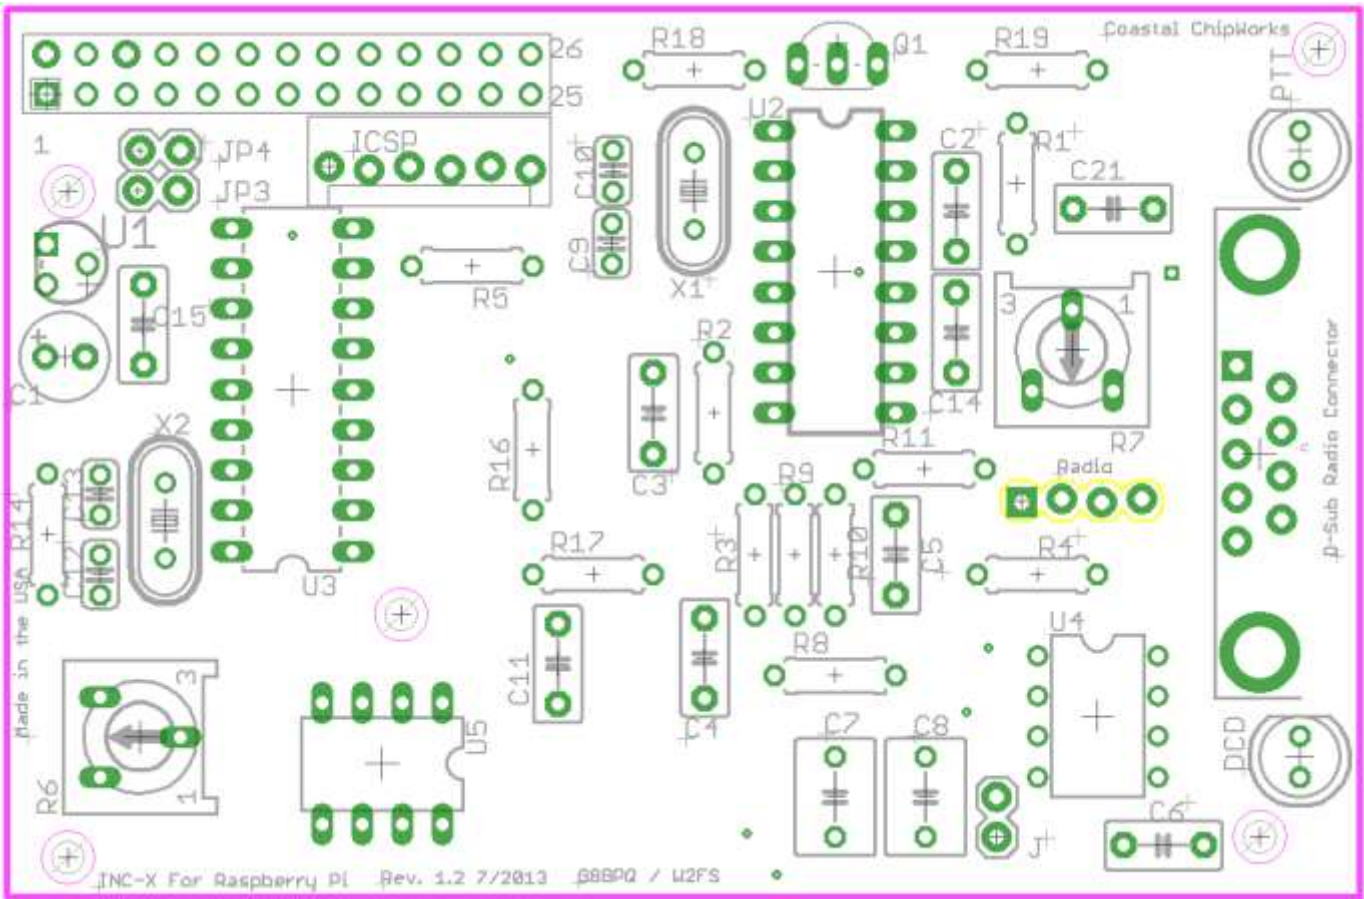 Coastal ChipWorks
26
R18
Q1
R19
PTT
25
U2
1
JP4
ICSP
C10
C2
R1
C21
JP3
U1
C9
R5
X1
3
1
C15
R2
C1
C14
D-Sub Radio Connector
X2
R16
C3
R11
R7
R9
Radio
C13
R14
R17
R3
R10
C5
R4
C12
U3
Made in the USA
U4
R8
C11
3
C4
U5
C7
C8
DCD
R6
1
C6
J
TNC-X For Raspberry Pi Rev. 1.2 7/2013 G8BPQ / W2FS